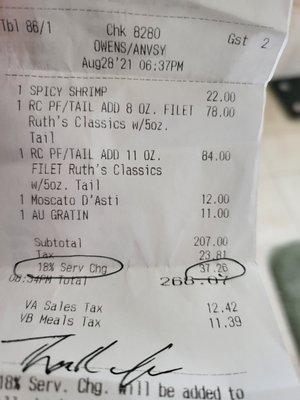 Tbl 86/1 Chk 8280 Gst 2
OWENS/ANVSY
Aug28'21 06:37PM
1 SPICY SHRIMP 22.00
1 RC PF/TAIL ADD 8 OZ. FILET 78.00
Ruth's Classics w/5oz.
Tail
1 RC PF/TAIL ADD 11 OZ. 84.00
FILET Ruth's Classics
w/5oz. Tail
1 Moscato D'Asti 12.00
1 AU GRATIN 11.00
Subtotal 207.00
Tax 23.81
18% Serv Chg 37.26
08:34PM Total 268.07
VA Sales Tax 12.42
VB Meals Tax 11.39
18% Serv. Chg. will be added to